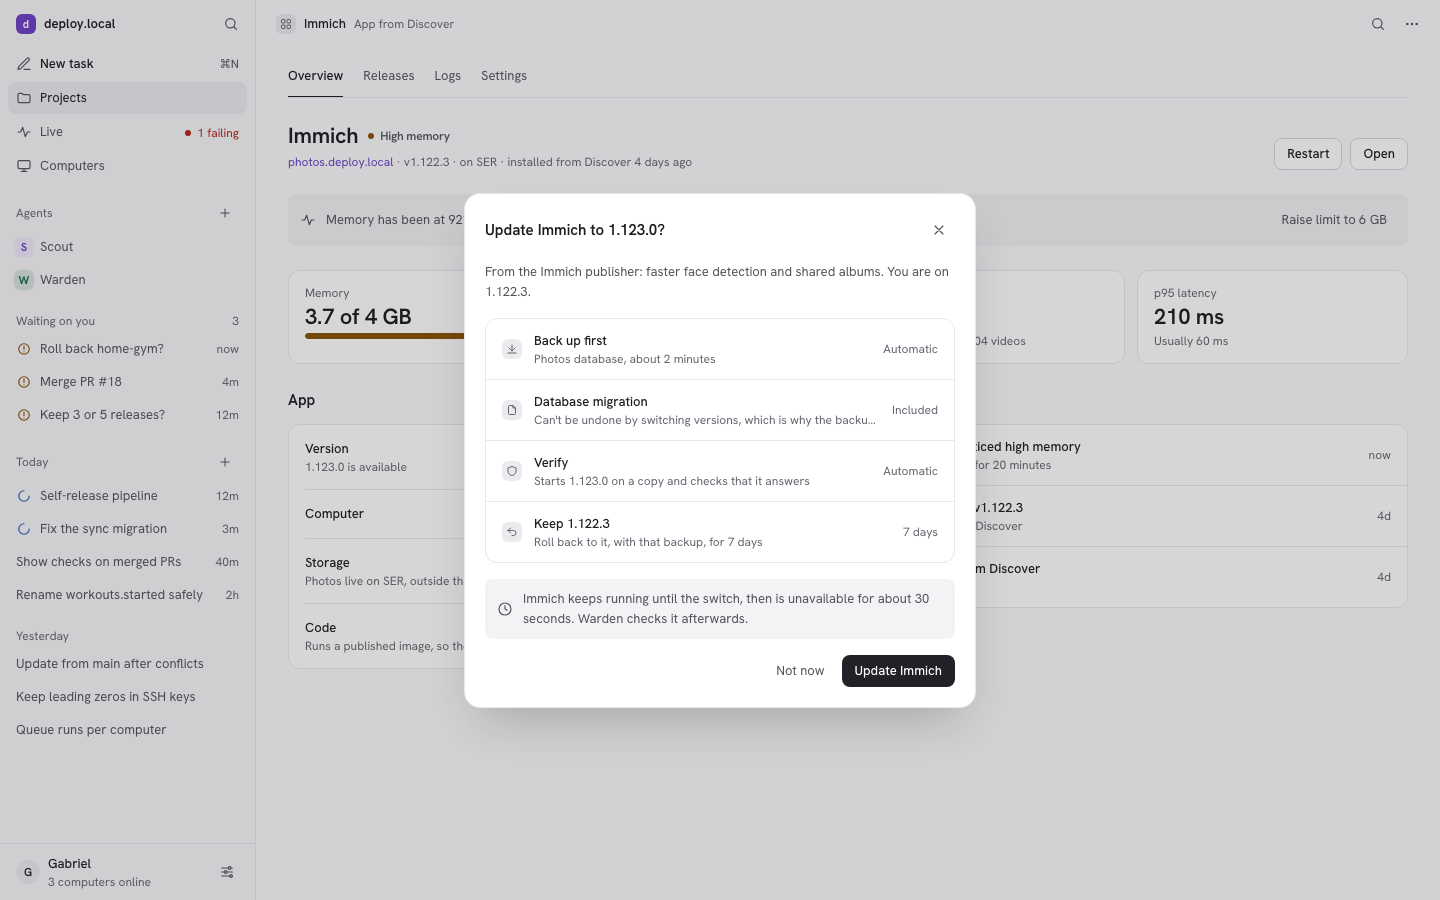 d deploy.local
New task ⌘N
Projects
Live 1 failing
Computers
Agents
S Scout
W Warden
Waiting on you 3
Roll back home-gym? now
Merge PR #18 4m
Keep 3 or 5 releases? 12m
Today
Self-release pipeline 12m
Fix the sync migration 3m
Show checks on merged PRs 40m
Rename workouts.started safely 2h
Yesterday
Update from main after conflicts
Keep leading zeros in SSH keys
Queue runs per computer
G Gabriel
3 computers online
Immich App from Discover
Overview Releases Logs Settings
Immich High memory
photos.deploy.local · v1.122.3 · on SER · installed from Discover 4 days ago
Restart Open
Memory has been at 92
Raise limit to 6 GB
Memory
3.7 of 4 GB
04 videos
p95 latency
210 ms
Usually 60 ms
App
Version
1.123.0 is available
Computer
Storage
Photos live on SER, outside th
Code
Runs a published image, so th
iced high memory now
for 20 minutes
v1.122.3 4d
Discover
m Discover 4d
Update Immich to 1.123.0?
From the Immich publisher: faster face detection and shared albums. You are on
1.122.3.
Back up first
Photos database, about 2 minutes
Automatic
Database migration
Can't be undone by switching versions, which is why the backu...
Included
Verify
Starts 1.123.0 on a copy and checks that it answers
Automatic
Keep 1.122.3
Roll back to it, with that backup, for 7 days
7 days
Immich keeps running until the switch, then is unavailable for about 30
seconds. Warden checks it afterwards.
Not now Update Immich